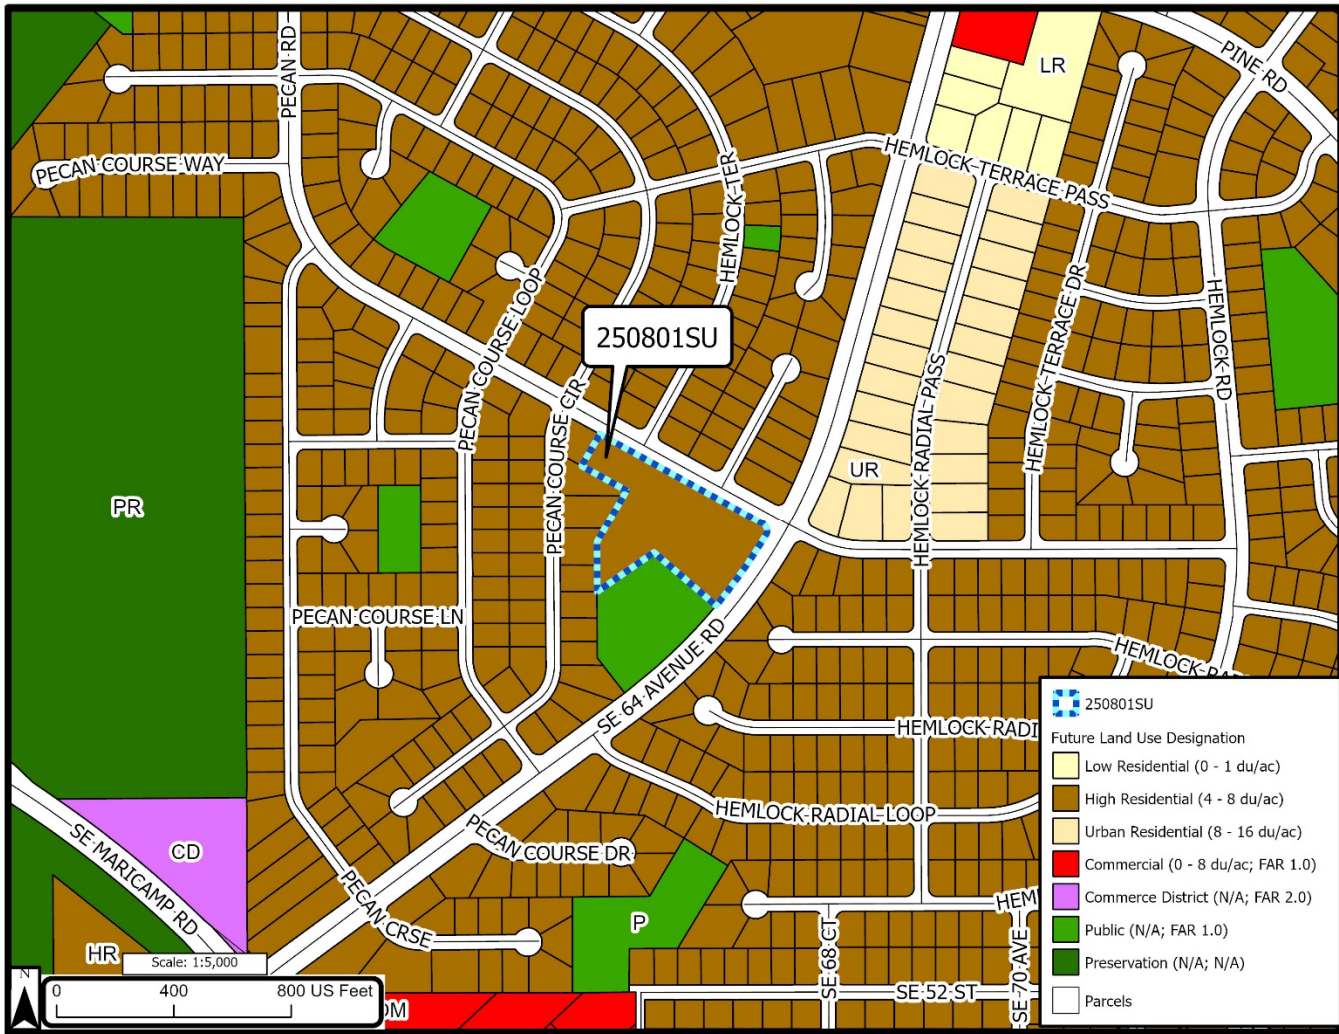 PECAN RD
LR
PINE RD
PECAN COURSE WAY
HEMLOCK TERRACE PASS
HEMLOCK TER
PECAN COURSE LOOP
HEMLOCK TERRACE DR
HEMLOCK RD
250801SU
PECAN COURSE CIR
HEMLOCK RADIAL PASS
UR
PR
PECAN COURSE LN
SE 64 AVENUE RD
HEMLOCK RA
HEMLOCK RADI
HEMLOCK RADIAL LOOP
PECAN COURSE DR
SE MARICAMP RD
CD
PECAN CRSE
P
HEM
SE 68 CT
SE 70 AVE
SE 52 ST
HR
OM
Scale: 1:5,000
N
0 400 800 US Feet
250801SU
Future Land Use Designation
Low Residential (0 - 1 du/ac)
High Residential (4 - 8 du/ac)
Urban Residential (8 - 16 du/ac)
Commercial (0 - 8 du/ac; FAR 1.0)
Commerce District (N/A; FAR 2.0)
Public (N/A; FAR 1.0)
Preservation (N/A; N/A)
Parcels